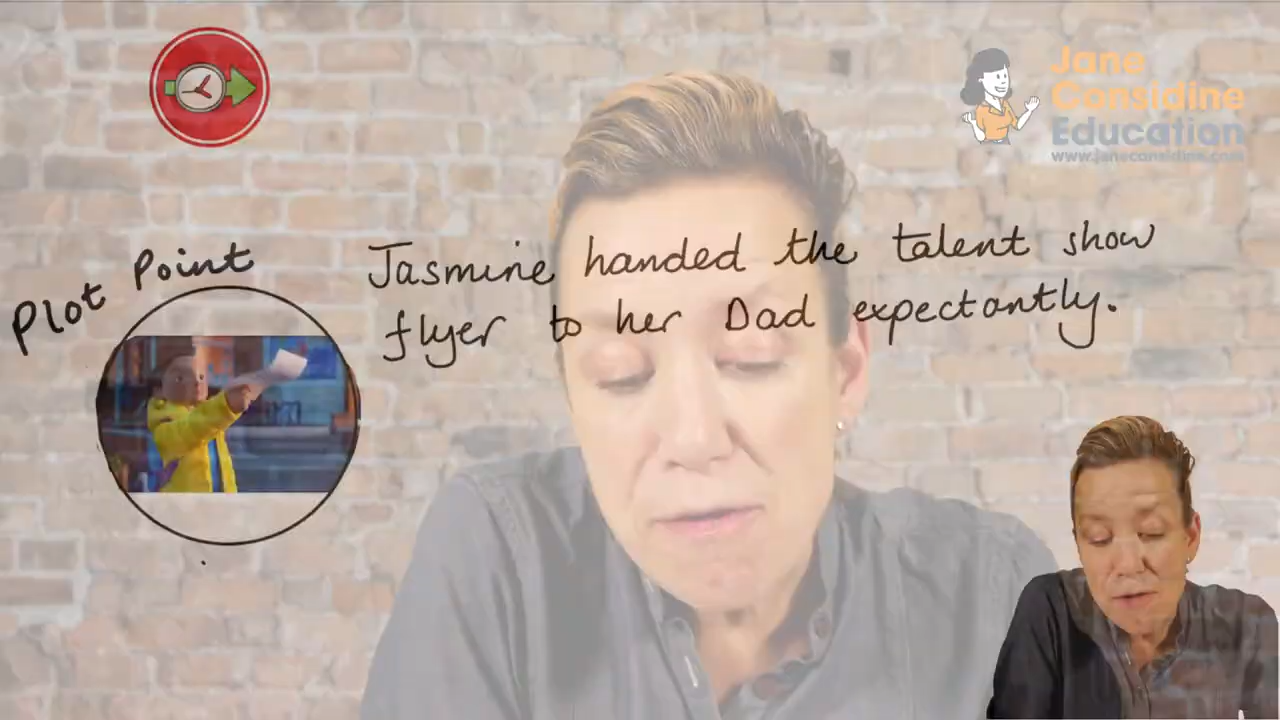 Jane
Considine
Education
www.janeconsidine.com
Plot Point
Jasmine handed the talent show
flyer to her Dad expectantly.